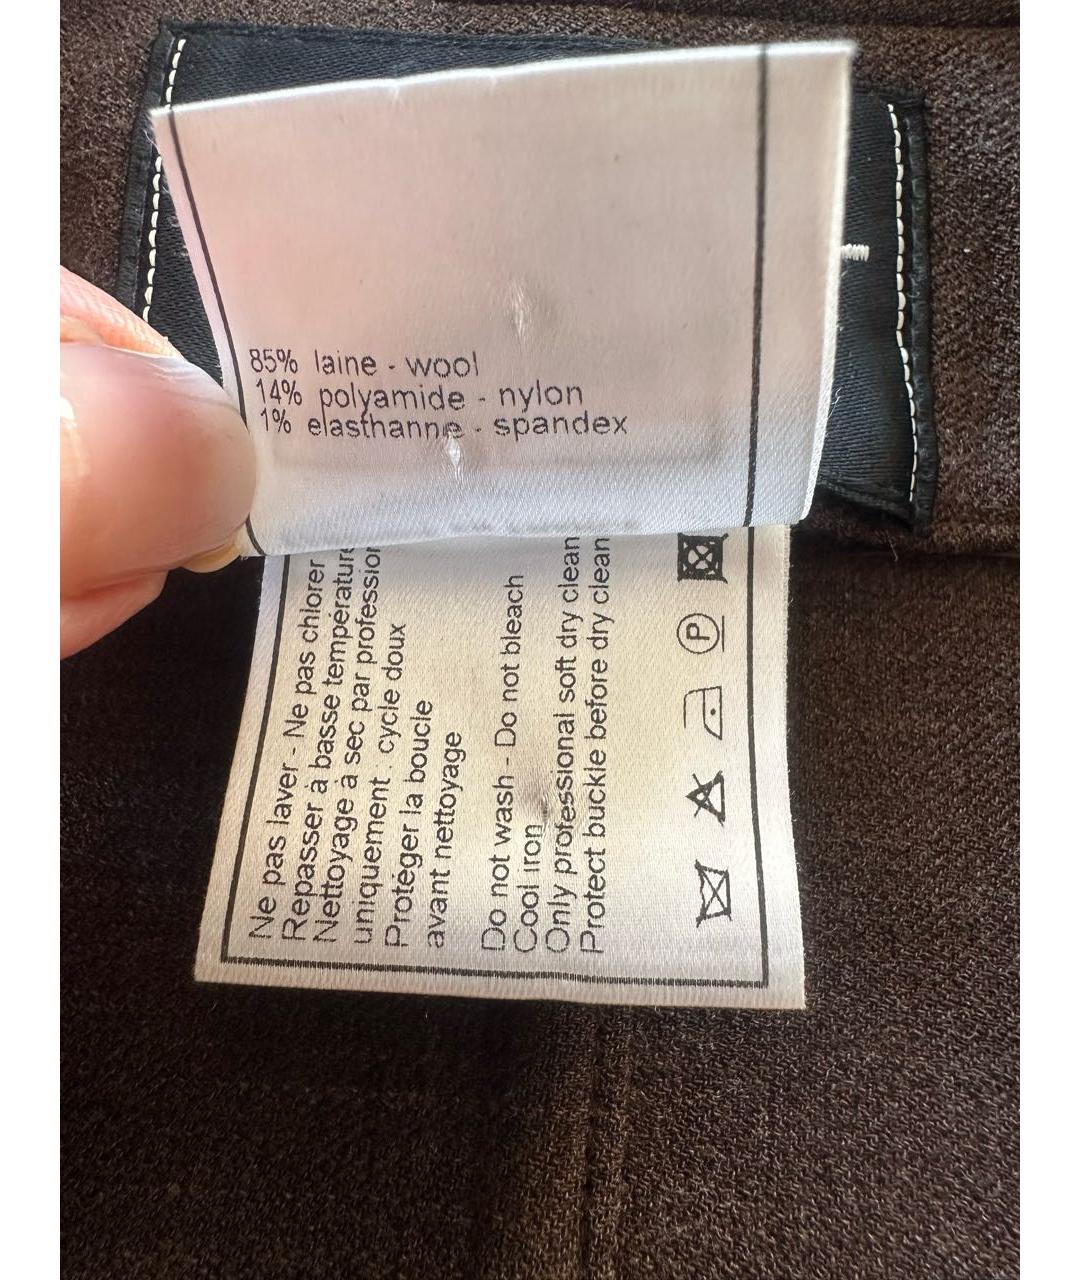 85% laine - wool
14% polyamide - nylon
1% elasthanne - spandex
Ne pas laver - Ne pas chlorer
Repasser à basse température
Nettoyage à sec par profession
uniquement . cycle doux
Protéger la boucle
avant nettoyage
Do not wash - Do not bleach
Cool iron
Only professional soft dry clean
Protect buckle before dry clean
P